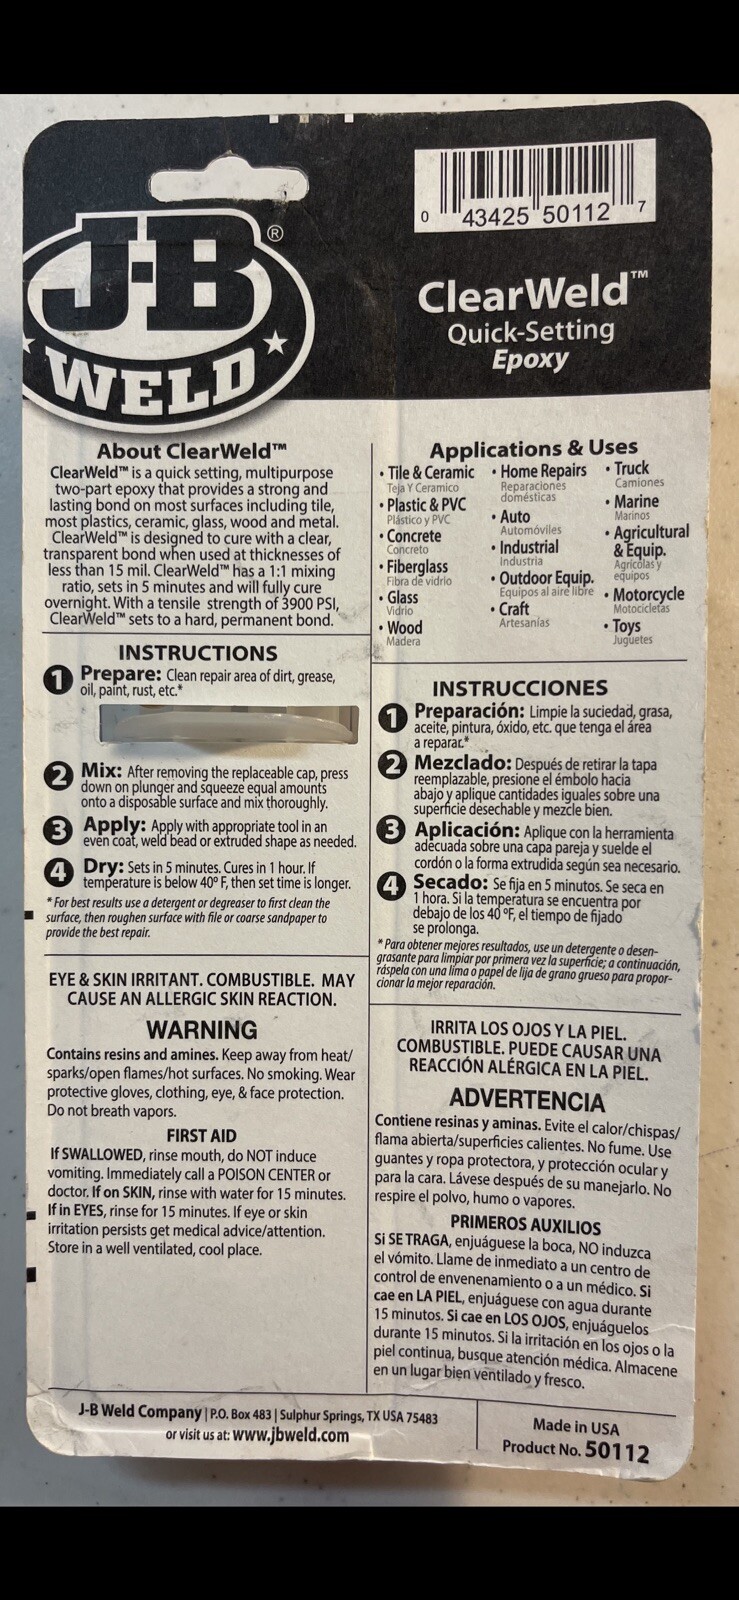 0 43425 50112 7
J-B®
WELD
ClearWeld™
Quick-Setting
Epoxy
About ClearWeld™
ClearWeld™ is a quick setting, multipurpose
two-part epoxy that provides a strong and
lasting bond on most surfaces including tile,
most plastics, ceramic, glass, wood and metal.
ClearWeld™ is designed to cure with a clear,
transparent bond when used at thicknesses of
less than 15 mil. ClearWeld™ has a 1:1 mixing
ratio, sets in 5 minutes and will fully cure
overnight. With a tensile strength of 3900 PSI,
ClearWeld™ sets to a hard, permanent bond.
Applications & Uses
• Tile & Ceramic
Teja Y Ceramico
• Plastic & PVC
Plástico y PVC
• Concrete
Concreto
• Fiberglass
Fibra de vidrio
• Glass
Vidrio
• Wood
Madera
• Home Repairs
Reparaciones
domésticas
• Auto
Automóviles
• Industrial
Industria
• Outdoor Equip.
Equipos al aire libre
• Craft
Artesanías
• Truck
Camiones
• Marine
Marinos
• Agricultural
& Equip.
Agrícolas y
equipos
• Motorcycle
Motocicletas
• Toys
Juguetes
INSTRUCTIONS
1 Prepare: Clean repair area of dirt, grease,
oil, paint, rust, etc.*
2 Mix: After removing the replaceable cap, press
down on plunger and squeeze equal amounts
onto a disposable surface and mix thoroughly.
3 Apply: Apply with appropriate tool in an
even coat, weld bead or extruded shape as needed.
4 Dry: Sets in 5 minutes. Cures in 1 hour. If
temperature is below 40° F, then set time is longer.
* For best results use a detergent or degreaser to first clean the
surface, then roughen surface with file or coarse sandpaper to
provide the best repair.
INSTRUCCIONES
1 Preparación: Limpie la suciedad, grasa,
aceite, pintura, óxido, etc. que tenga el área
a reparar.*
2 Mezclado: Después de retirar la tapa
reemplazable, presione el émbolo hacia
abajo y aplique cantidades iguales sobre una
superficie desechable y mezcle bien.
3 Aplicación: Aplique con la herramienta
adecuada sobre una capa pareja y suelde el
cordón o la forma extrudida según sea necesario.
4 Secado: Se fija en 5 minutos. Se seca en
1 hora. Si la temperatura se encuentra por
debajo de los 40 °F, el tiempo de fijado
se prolonga.
* Para obtener mejores resultados, use un detergente o desen-
grasante para limpiar por primera vez la superficie; a continuación,
ráspela con una lima o papel de lija de grano grueso para propor-
cionar la mejor reparación.
EYE & SKIN IRRITANT. COMBUSTIBLE. MAY
CAUSE AN ALLERGIC SKIN REACTION.
WARNING
Contains resins and amines. Keep away from heat/
sparks/open flames/hot surfaces. No smoking. Wear
protective gloves, clothing, eye, & face protection.
Do not breath vapors.
FIRST AID
If SWALLOWED, rinse mouth, do NOT induce
vomiting. Immediately call a POISON CENTER or
doctor. If on SKIN, rinse with water for 15 minutes.
If in EYES, rinse for 15 minutes. If eye or skin
irritation persists get medical advice/attention.
Store in a well ventilated, cool place.
IRRITA LOS OJOS Y LA PIEL.
COMBUSTIBLE. PUEDE CAUSAR UNA
REACCIÓN ALÉRGICA EN LA PIEL.
ADVERTENCIA
Contiene resinas y aminas. Evite el calor/chispas/
flama abierta/superficies calientes. No fume. Use
guantes y ropa protectora, y protección ocular y
para la cara. Lávese después de su manejarlo. No
respire el polvo, humo o vapores.
PRIMEROS AUXILIOS
Si SE TRAGA, enjuáguese la boca, NO induzca
el vómito. Llame de inmediato a un centro de
control de envenenamiento o a un médico. Si
cae en LA PIEL, enjuáguese con agua durante
15 minutos. Si cae en LOS OJOS, enjuáguelos
durante 15 minutos. Si la irritación en los ojos o la
piel continua, busque atención médica. Almacene
en un lugar bien ventilado y fresco.
J-B Weld Company | P.O. Box 483 | Sulphur Springs, TX USA 75483
or visit us at: www.jbweld.com
Made in USA
Product No. 50112